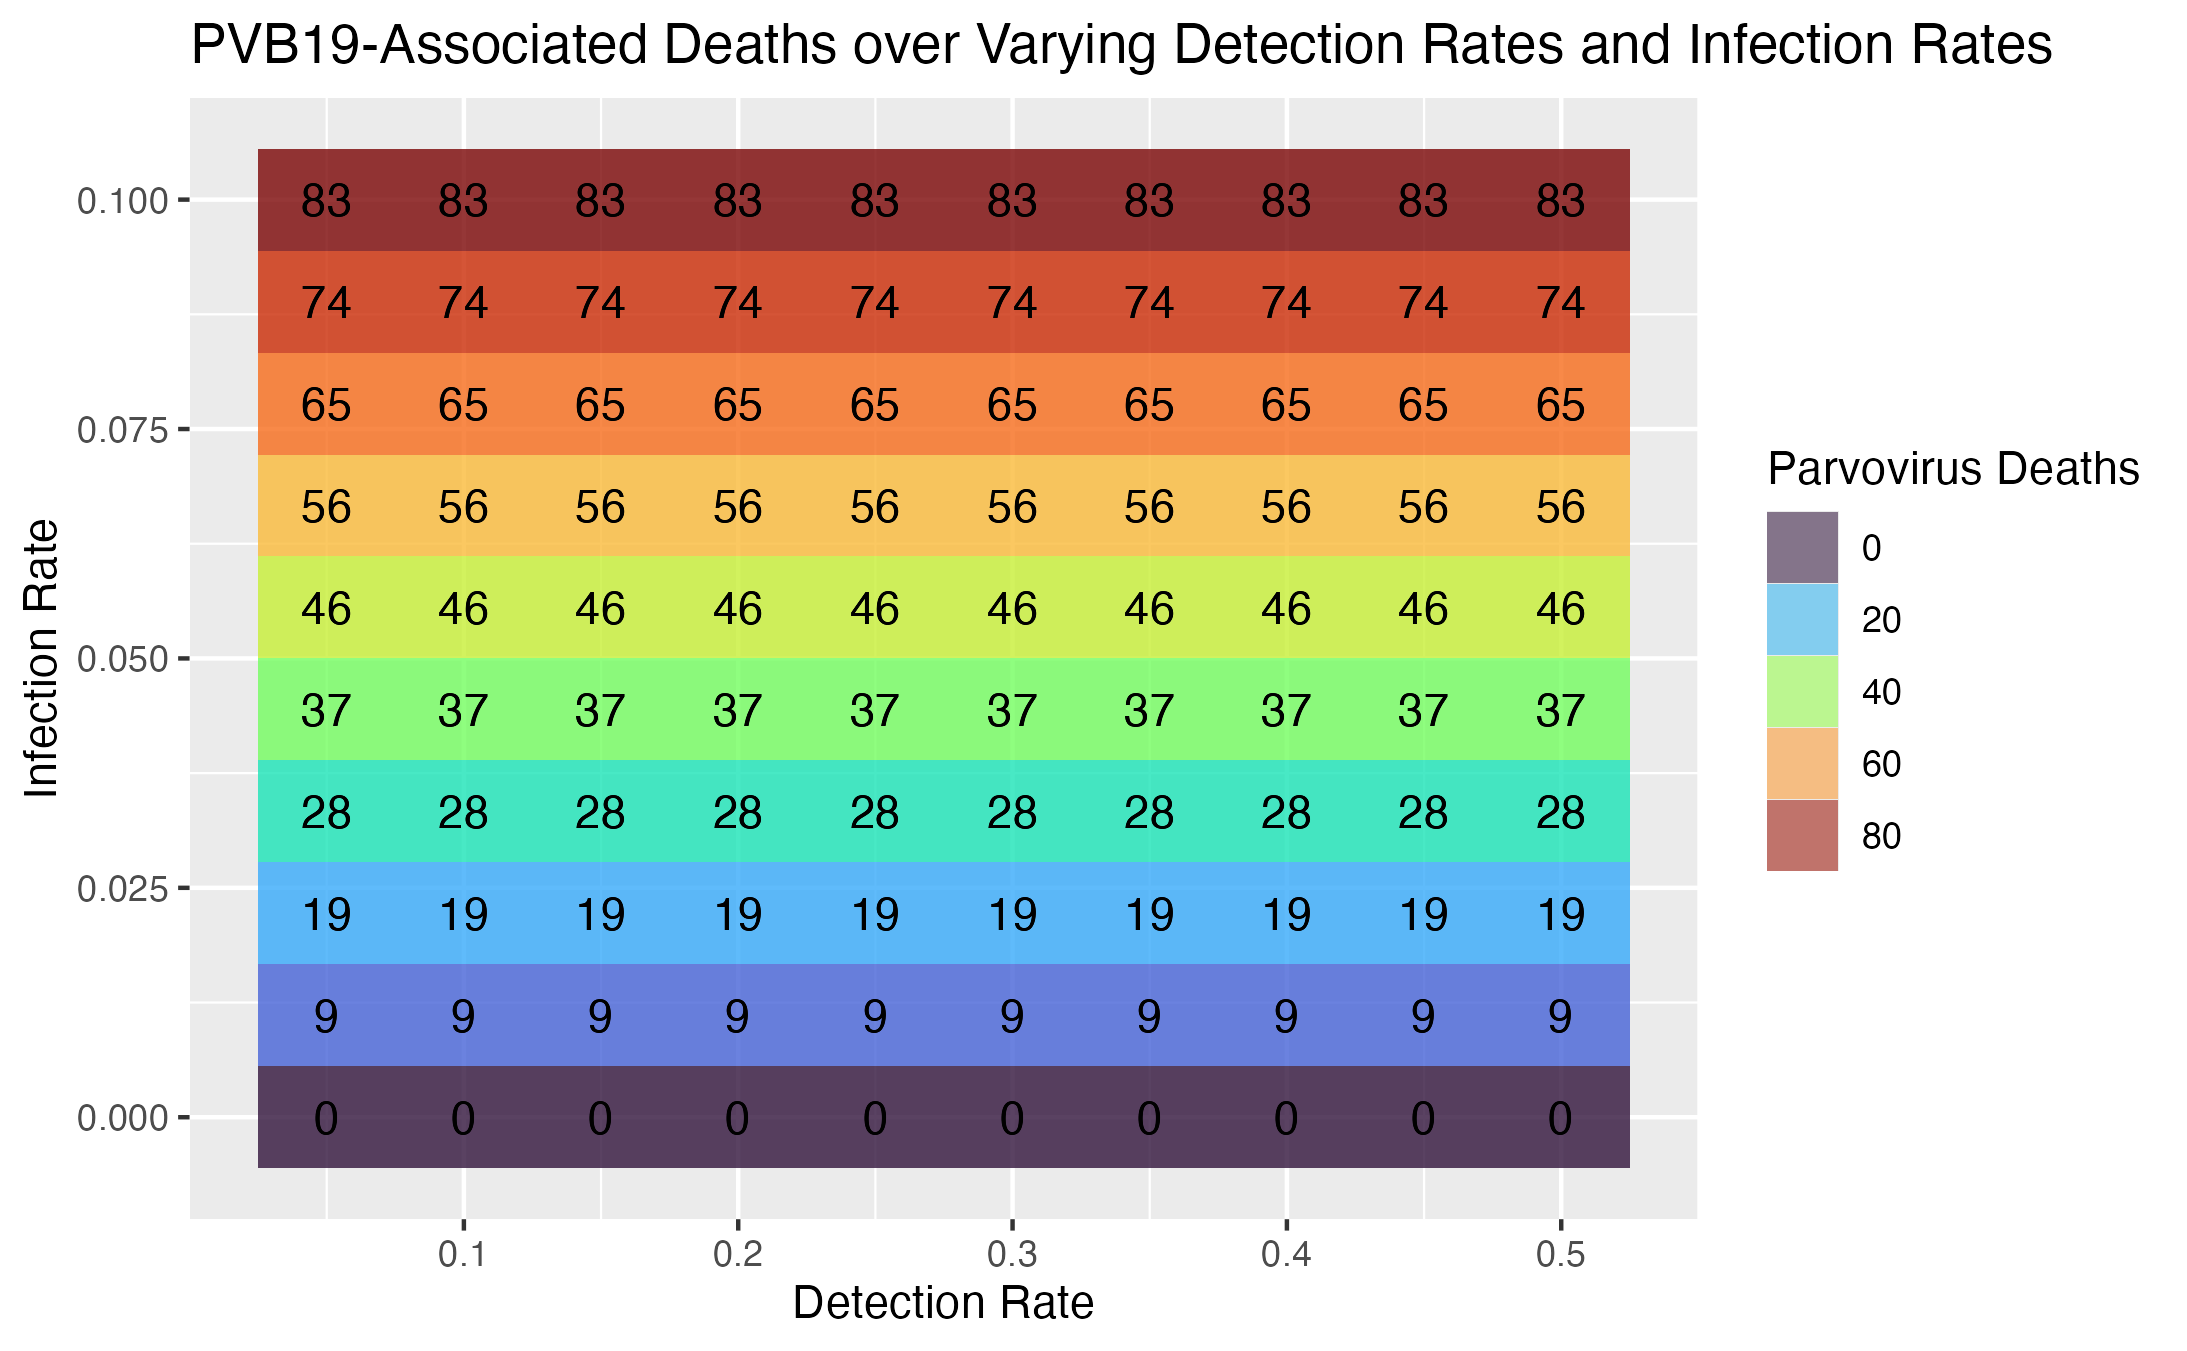 PVB19-Associated Deaths over Varying Detection Rates and Infection Rates
0.100
83 83 83 83 83 83 83 83 83 83
74 74 74 74 74 74 74 74 74 74
65 65 65 65 65 65 65 65 65 65
0.075
56 56 56 56 56 56 56 56 56 56
46 46 46 46 46 46 46 46 46 46
0.050
37 37 37 37 37 37 37 37 37 37
28 28 28 28 28 28 28 28 28 28
0.025
19 19 19 19 19 19 19 19 19 19
9 9 9 9 9 9 9 9 9 9
0.000
0 0 0 0 0 0 0 0 0 0
0.1 0.2 0.3 0.4 0.5
Detection Rate
Infection Rate
Parvovirus Deaths
0
20
40
60
80